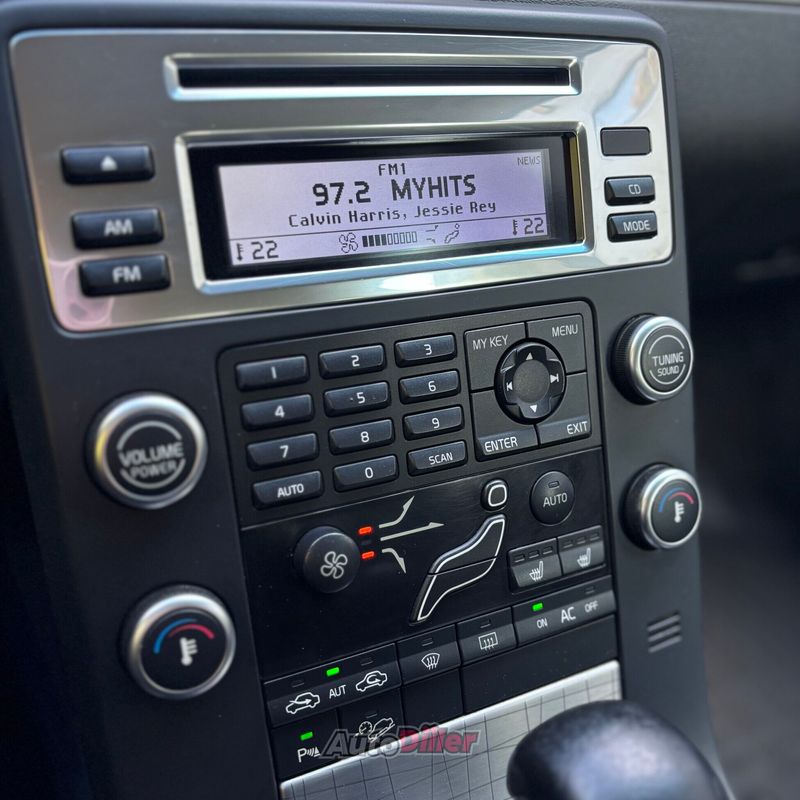 FM1
NEWS
97.2 MYHITS
Calvin Harris, Jessie Rey
22
22
AM
FM
CD
MODE
1
2
3
4
5
6
7
8
9
AUTO
0
SCAN
MY KEY
MENU
ENTER
EXIT
TUNING
SOUND
VOLUME
POWER
AUTO
ON AC OFF
AUT
P
AutoDiller